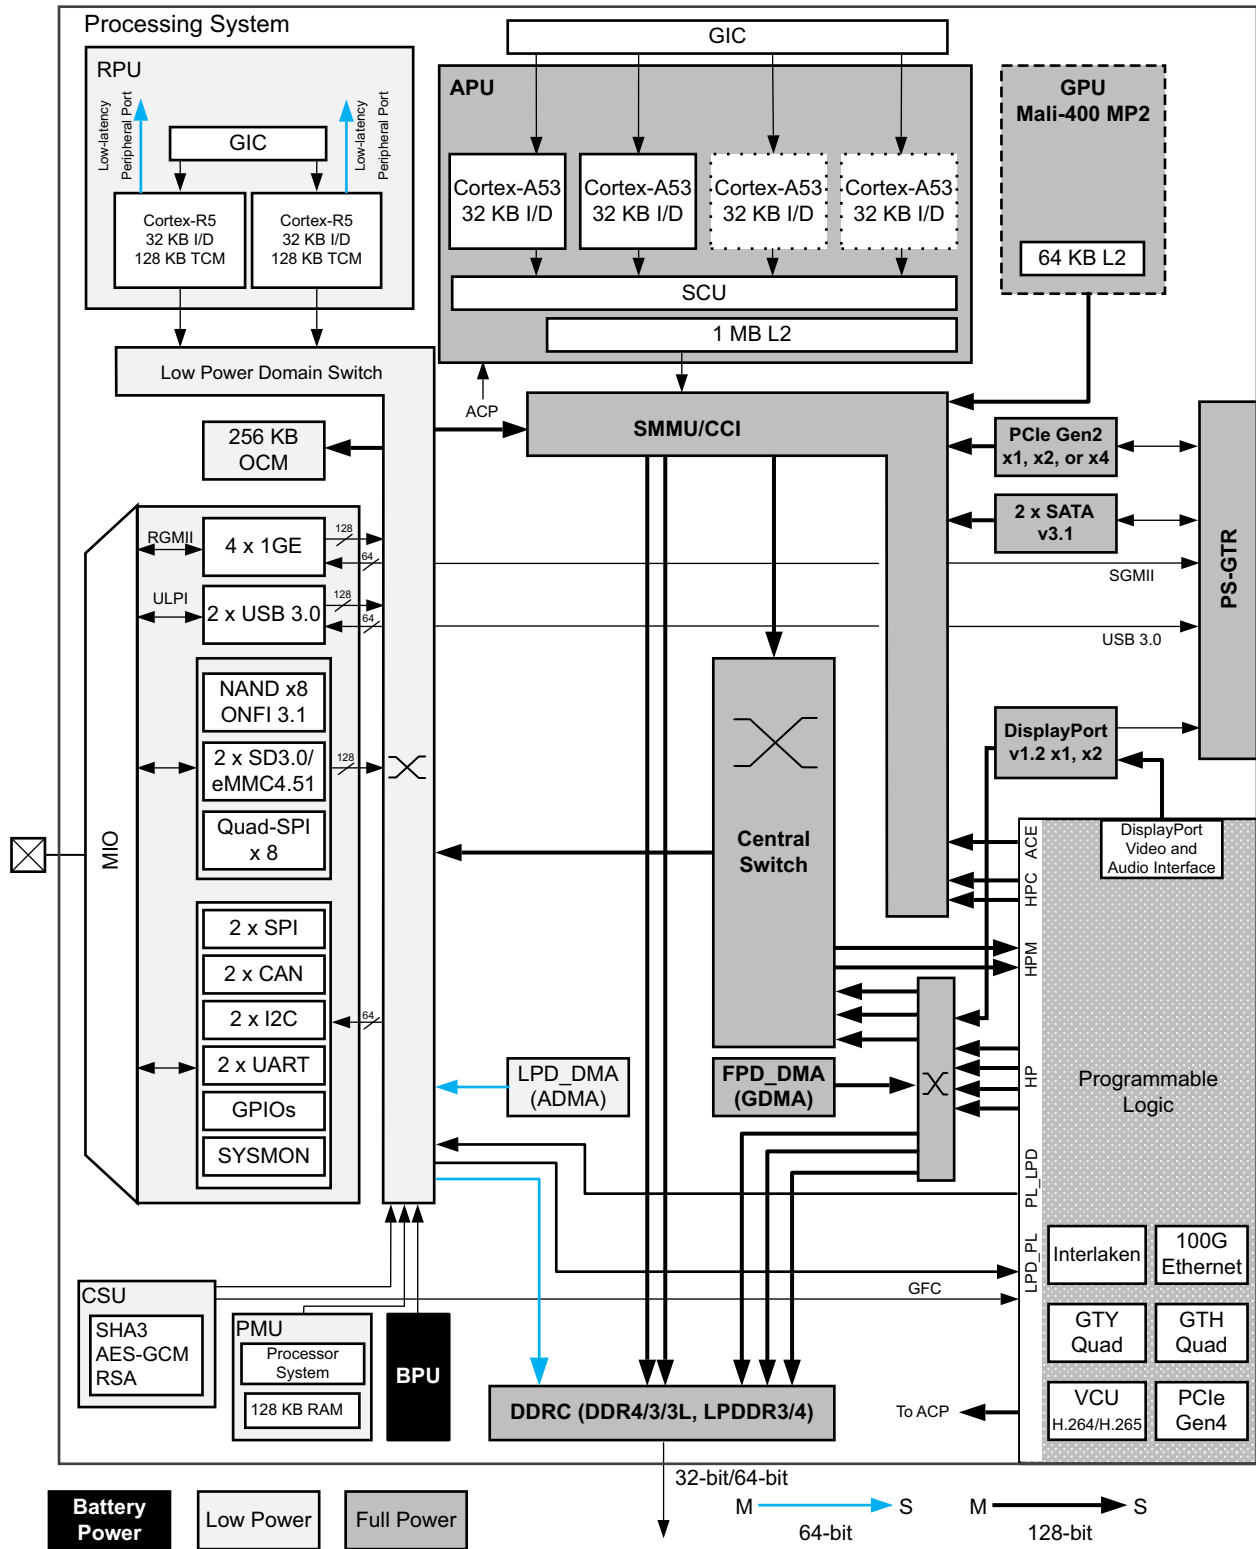 Processing System
RPU
Low-latency
Peripheral Port
GIC
Low-latency
Peripheral Port
Cortex-R5
32 KB I/D
128 KB TCM
Cortex-R5
32 KB I/D
128 KB TCM
GIC
APU
Cortex-A53
32 KB I/D
Cortex-A53
32 KB I/D
Cortex-A53
32 KB I/D
Cortex-A53
32 KB I/D
SCU
1 MB L2
GPU
Mali-400 MP2
64 KB L2
Low Power Domain Switch
ACP
256 KB
OCM
SMMU/CCI
PCIe Gen2
x1, x2, or x4
2 x SATA
v3.1
PS-GTR
RGMII
4 x 1GE
128
64
SGMII
ULPI
2 x USB 3.0
128
64
USB 3.0
NAND x8
ONFI 3.1
2 x SD3.0/
eMMC4.51
128
Quad-SPI
x 8
MIO
Central
Switch
DisplayPort
v1.2 x1, x2
DisplayPort
Video and
Audio Interface
ACE
HPC
HPM
HP
PL_LPD
LPD_PL
2 x SPI
2 x CAN
2 x I2C
64
2 x UART
GPIOs
SYSMON
LPD_DMA
(ADMA)
FPD_DMA
(GDMA)
Programmable
Logic
Interlaken
100G
Ethernet
GTY
Quad
GTH
Quad
VCU
H.264/H.265
PCIe
Gen4
GFC
CSU
SHA3
AES-GCM
RSA
PMU
Processor
System
128 KB RAM
BPU
DDRC (DDR4/3/3L, LPDDR3/4)
To ACP
32-bit/64-bit
Battery
Power
Low Power
Full Power
M
S
64-bit
M
S
128-bit